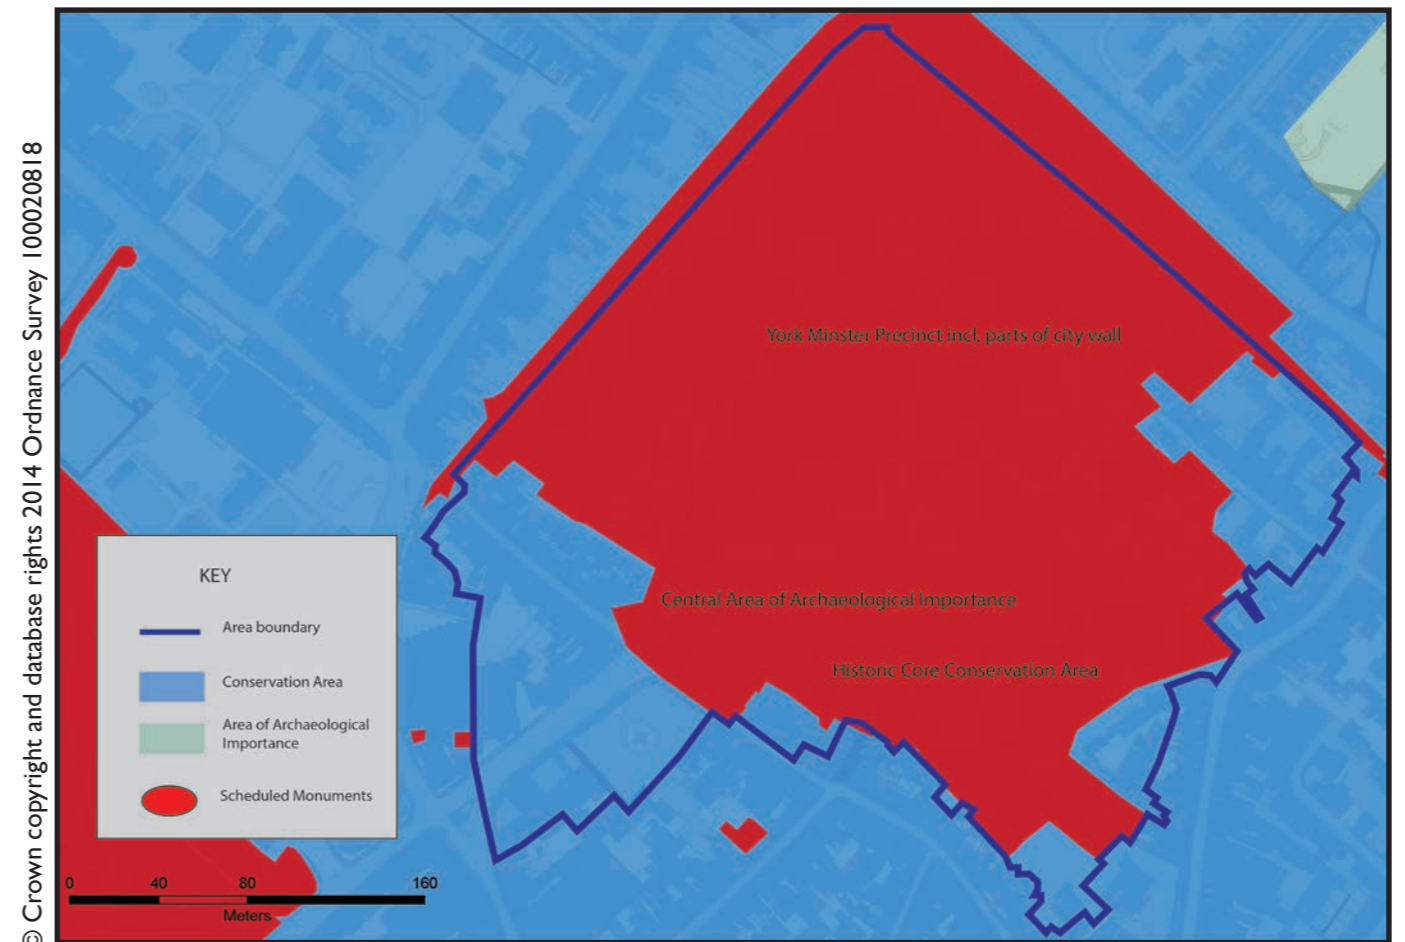 © Crown copyright and database rights 2014 Ordnance Survey 100020818
York Minster Precinct incl. parts of city wall
Central Area of Archaeological Importance
Historic Core Conservation Area
KEY
Area boundary
Conservation Area
Area of Archaeological
Importance
Scheduled Monuments
0 40 80 160
Meters